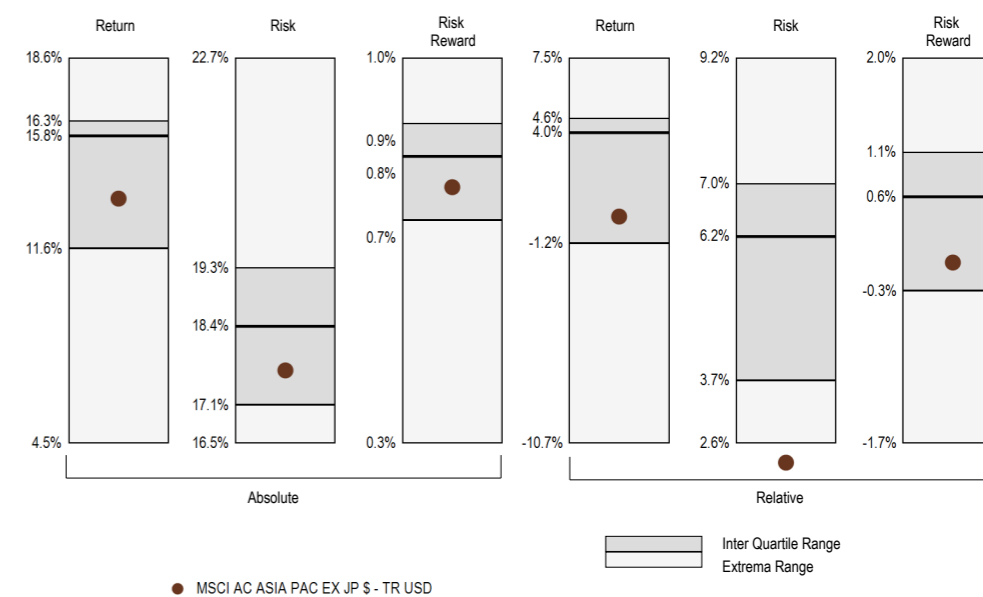 Return
Risk
Risk
Reward
Return
Risk
Risk
Reward
18.6%
16.3%
15.8%
11.6%
4.5%
22.7%
19.3%
18.4%
17.1%
16.5%
1.0%
0.9%
0.8%
0.7%
0.3%
7.5%
4.6%
4.0%
-1.2%
-10.7%
9.2%
7.0%
6.2%
3.7%
2.6%
2.0%
1.1%
0.6%
-0.3%
-1.7%
Absolute
Relative
Inter Quartile Range
Extrema Range
MSCI AC ASIA PAC EX JP $ - TR USD